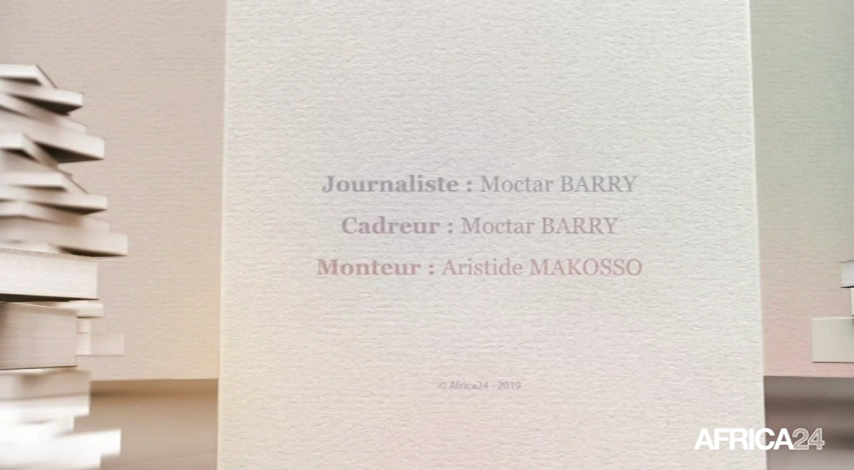 Journaliste : Moctar BARRY
Cadreur : Moctar BARRY
Monteur : Aristide MAKOSSO
© Africa24 - 2019
AFRICA24